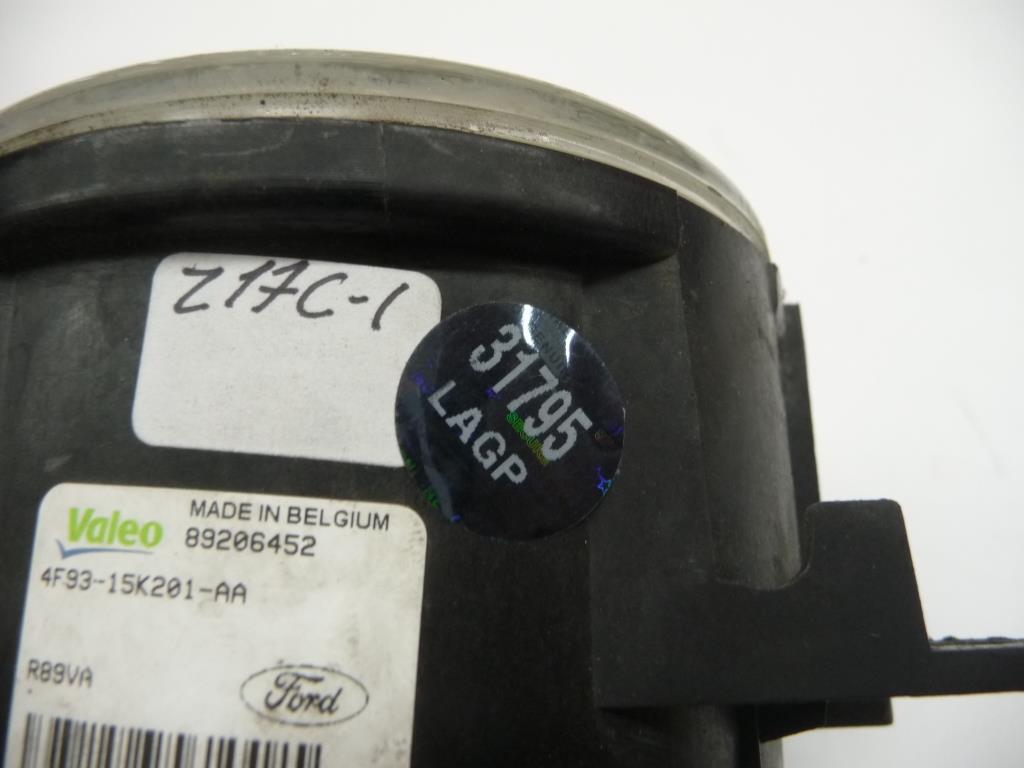 Z17C-1
31795
LAGP
Valeo
MADE IN BELGIUM
89206452
4F93-15K201-AA
R89VA
Ford